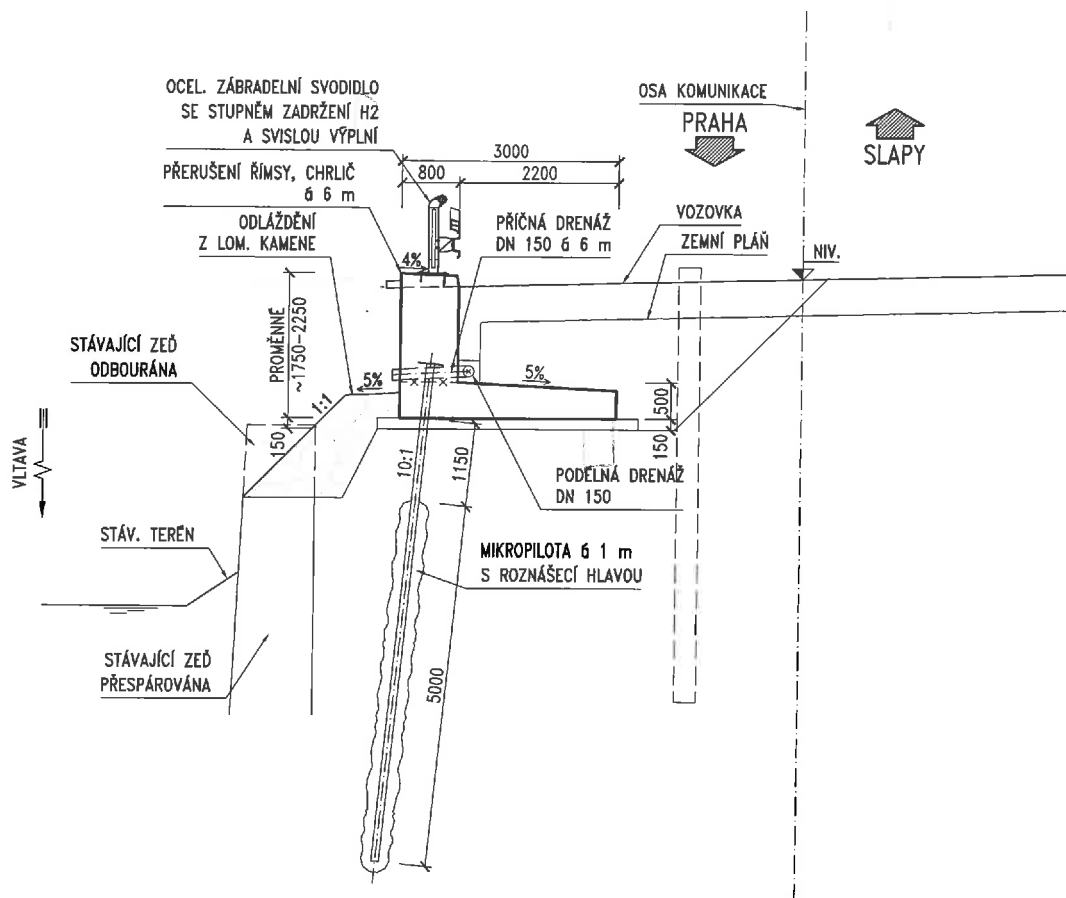 OCEL. ZÁBRADELNÍ SVODIDLO
SE STUPNĚM ZADRŽENÍ H2
A SVISLOU VÝPLNÍ
PŘERUŠENÍ ŘÍMSY, CHRLIČ
á 6 m
ODLÁŽDĚNÍ
Z LOM. KAMENE
OSA KOMUNIKACE
PRAHA
SLAPY
3000
800
2200
PŘÍČNÁ DRENÁŽ
DN 150 á 6 m
VOZOVKA
ZEMNÍ PLÁŇ
NIV.
4%
PROMĚNNÉ
~1750-2250
STÁVAJÍCÍ ZEĎ
ODBOURÁNA
5%
5%
1:1
150
500
150
VLTAVA
10:1
1150
PODÉLNÁ DRENÁŽ
DN 150
STÁV. TERÉN
MIKROPILOTA á 1 m
S ROZNÁŠECÍ HLAVOU
STÁVAJÍCÍ ZEĎ
PŘESPÁROVÁNA
5000